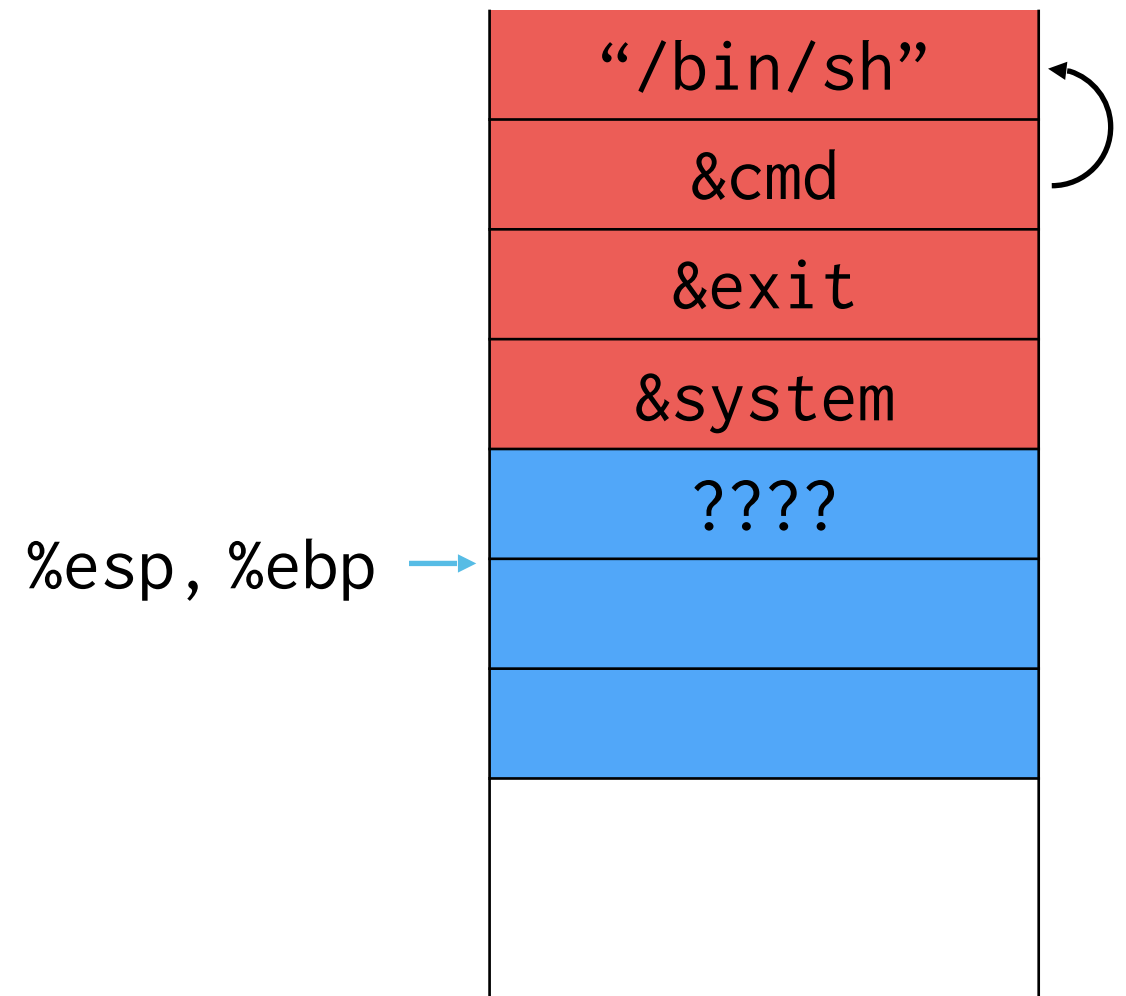 “/bin/sh”
&cmd
&exit
&system
????
%esp, %ebp